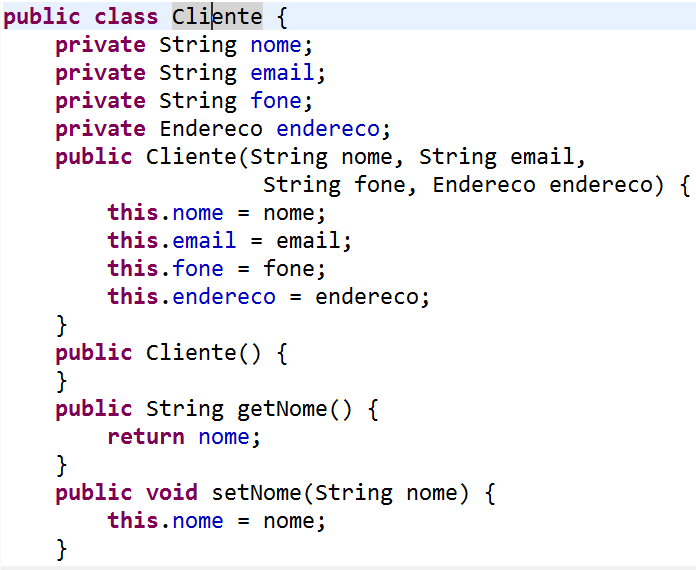 public class Cliente {
    private String nome;
    private String email;
    private String fone;
    private Endereco endereco;
    public Cliente(String nome, String email,
                    String fone, Endereco endereco) {
        this.nome = nome;
        this.email = email;
        this.fone = fone;
        this.endereco = endereco;
    }
    public Cliente() {
    }
    public String getNome() {
        return nome;
    }
    public void setNome(String nome) {
        this.nome = nome;
    }